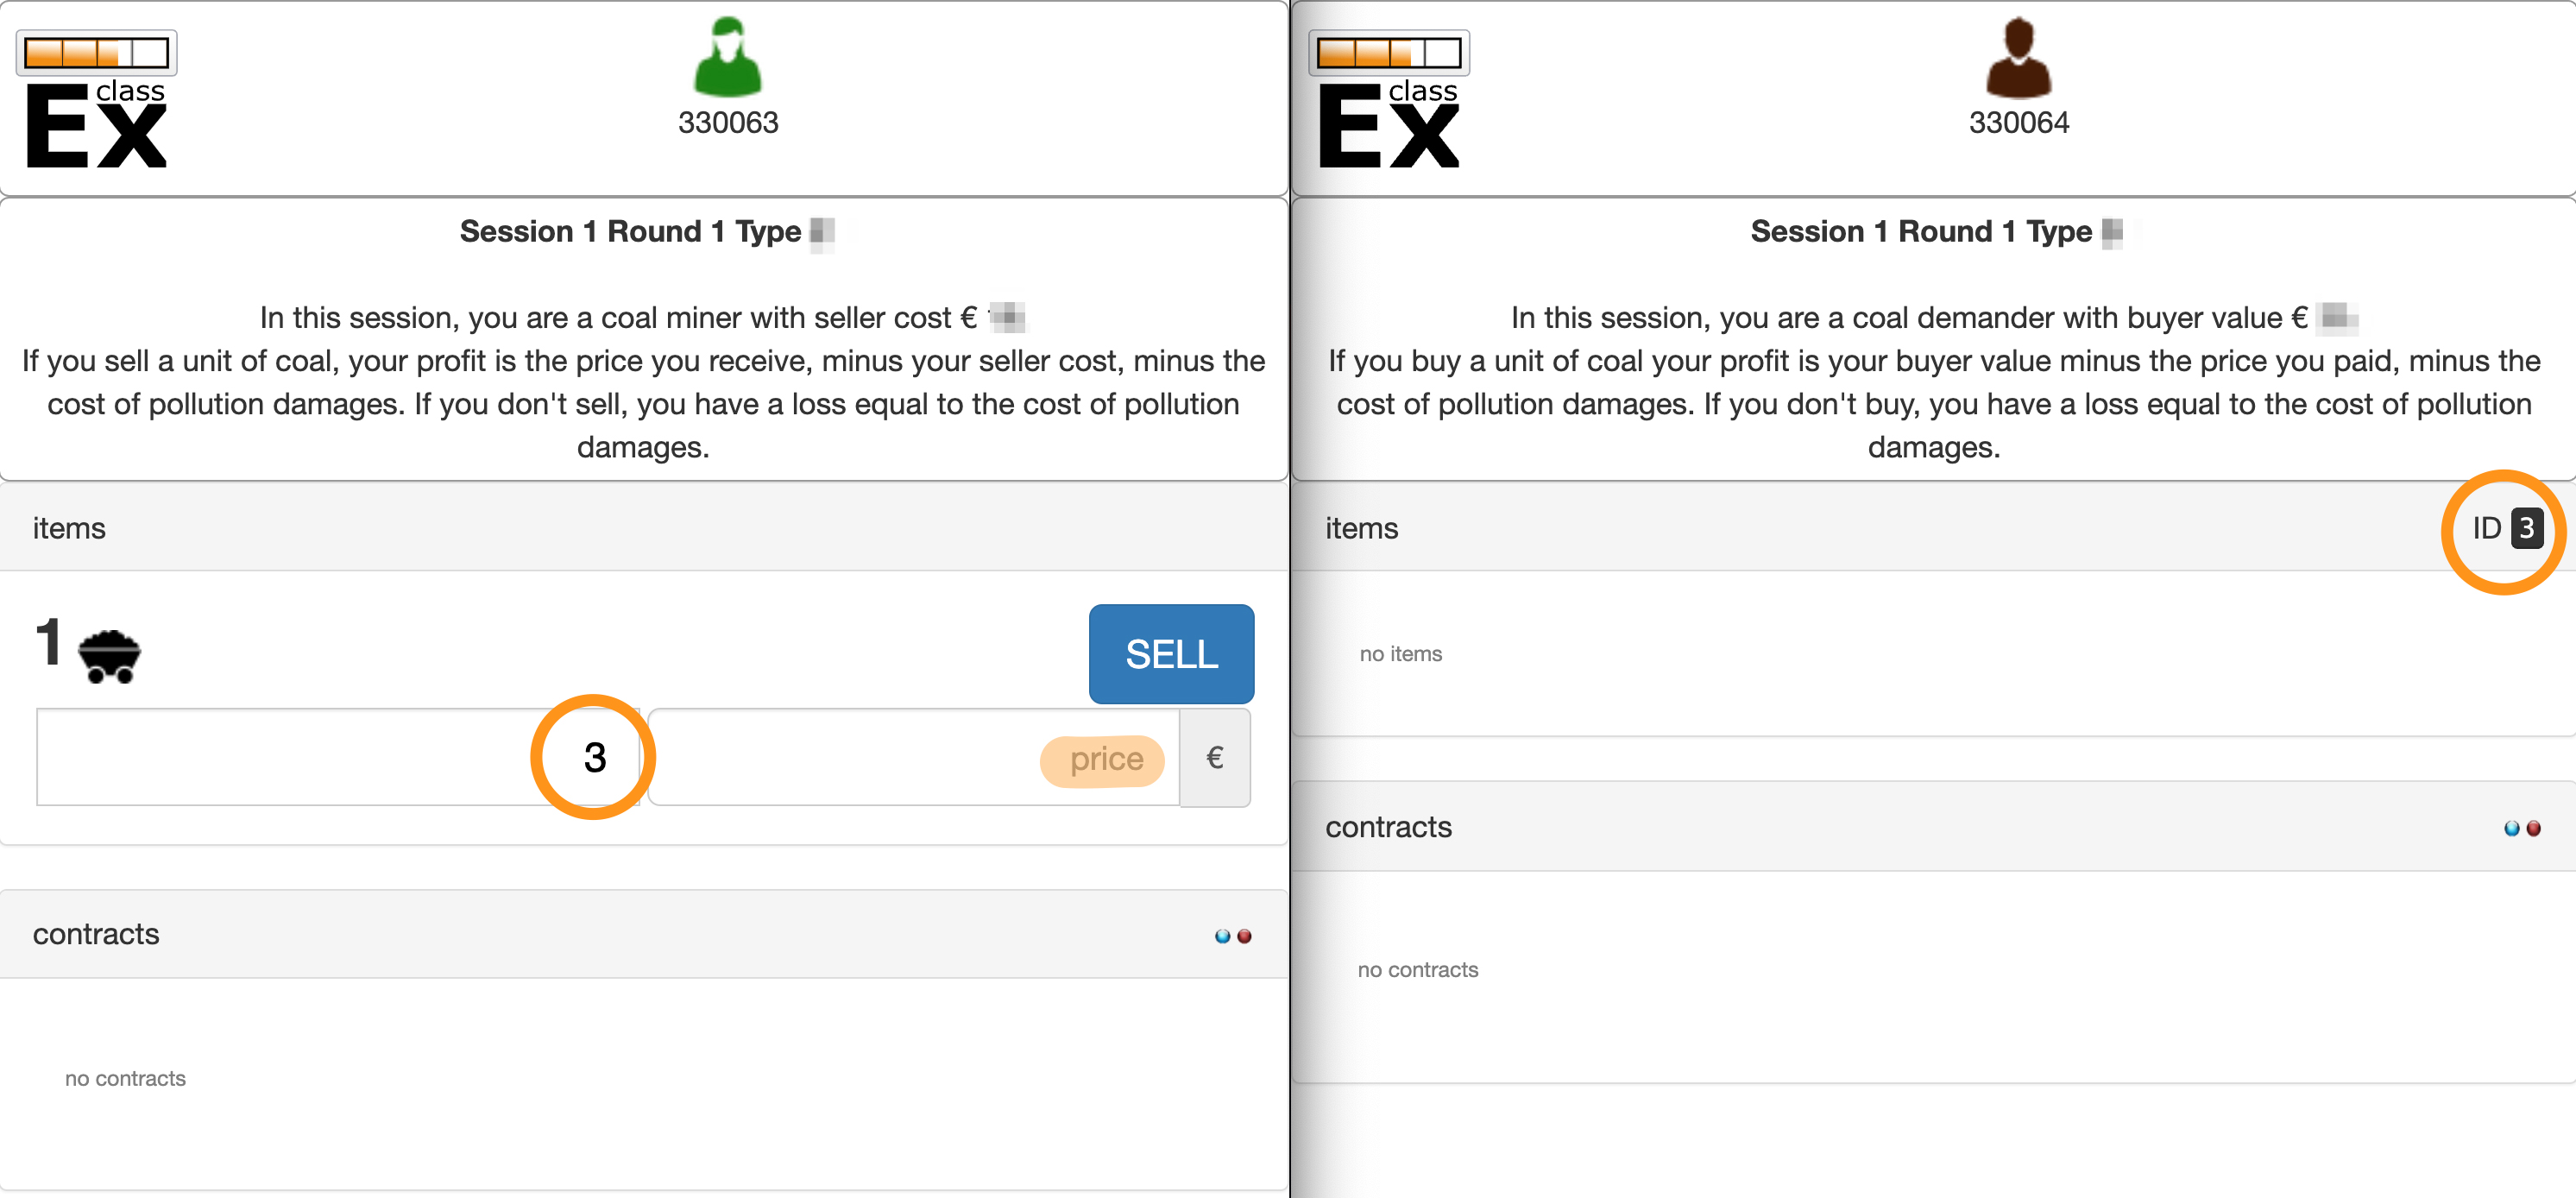 class
Ex
330063
Session 1 Round 1 Type
In this session, you are a coal miner with seller cost €
If you sell a unit of coal, your profit is the price you receive, minus your seller cost, minus the
cost of pollution damages. If you don't sell, you have a loss equal to the cost of pollution
damages.
items
1
SELL
3
price
€
contracts
no contracts
class
Ex
330064
Session 1 Round 1 Type
In this session, you are a coal demander with buyer value €
If you buy a unit of coal your profit is your buyer value minus the price you paid, minus the
cost of pollution damages. If you don't buy, you have a loss equal to the cost of pollution
damages.
items
ID 3
no items
contracts
no contracts